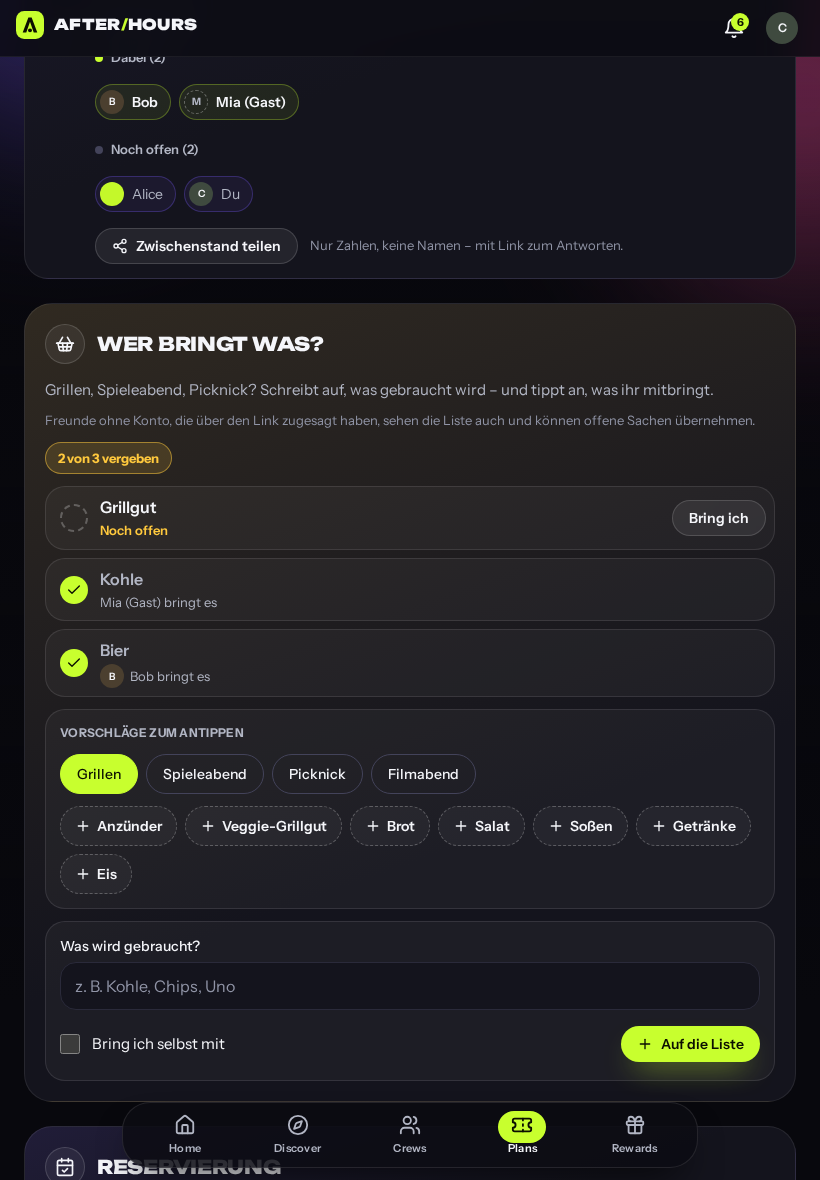 AFTER/HOURS
6
C
Dabei (2)
B Bob
M Mia (Gast)
Noch offen (2)
Alice
C Du
Zwischenstand teilen
Nur Zahlen, keine Namen – mit Link zum Antworten.
WER BRINGT WAS?
Grillen, Spieleabend, Picknick? Schreibt auf, was gebraucht wird – und tippt an, was ihr mitbringt.
Freunde ohne Konto, die über den Link zugesagt haben, sehen die Liste auch und können offene Sachen übernehmen.
2 von 3 vergeben
Grillgut
Noch offen
Bring ich
Kohle
Mia (Gast) bringt es
Bier
B Bob bringt es
VORSCHLÄGE ZUM ANTIPPEN
Grillen Spieleabend Picknick Filmabend
+ Anzünder + Veggie-Grillgut + Brot + Salat + Soßen + Getränke
+ Eis
Was wird gebraucht?
z. B. Kohle, Chips, Uno
Bring ich selbst mit
+ Auf die Liste
Home Discover Crews Plans Rewards
RESERVIERUNG